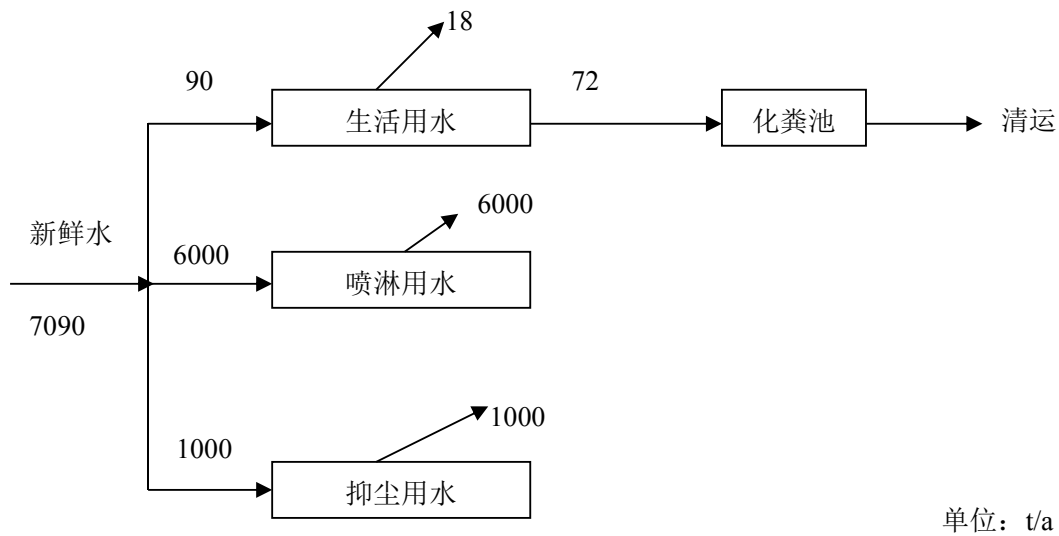 18
90
72
生活用水
化粪池
清运
6000
新鲜水
6000
喷淋用水
7090
1000
1000
抑尘用水
单位：t/a